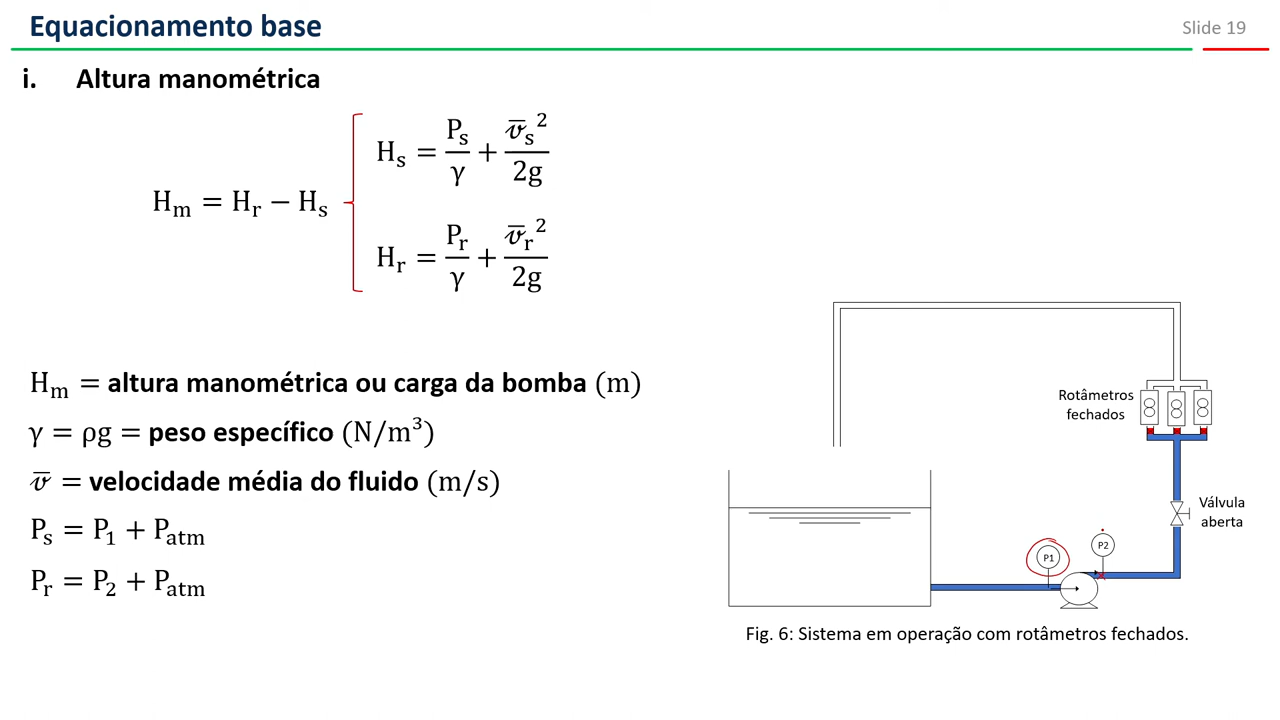 Equacionamento base
Slide 19
i. Altura manométrica
H_m = H_r − H_s
H_s = P_s/γ + v̅_s²/2g
H_r = P_r/γ + v̅_r²/2g
H_m = altura manométrica ou carga da bomba (m)
γ = ρg = peso específico (N/m³)
v̅ = velocidade média do fluido (m/s)
P_s = P_1 + P_atm
P_r = P_2 + P_atm
Rotâmetros
fechados
Válvula
aberta
P1
P2
Fig. 6: Sistema em operação com rotâmetros fechados.